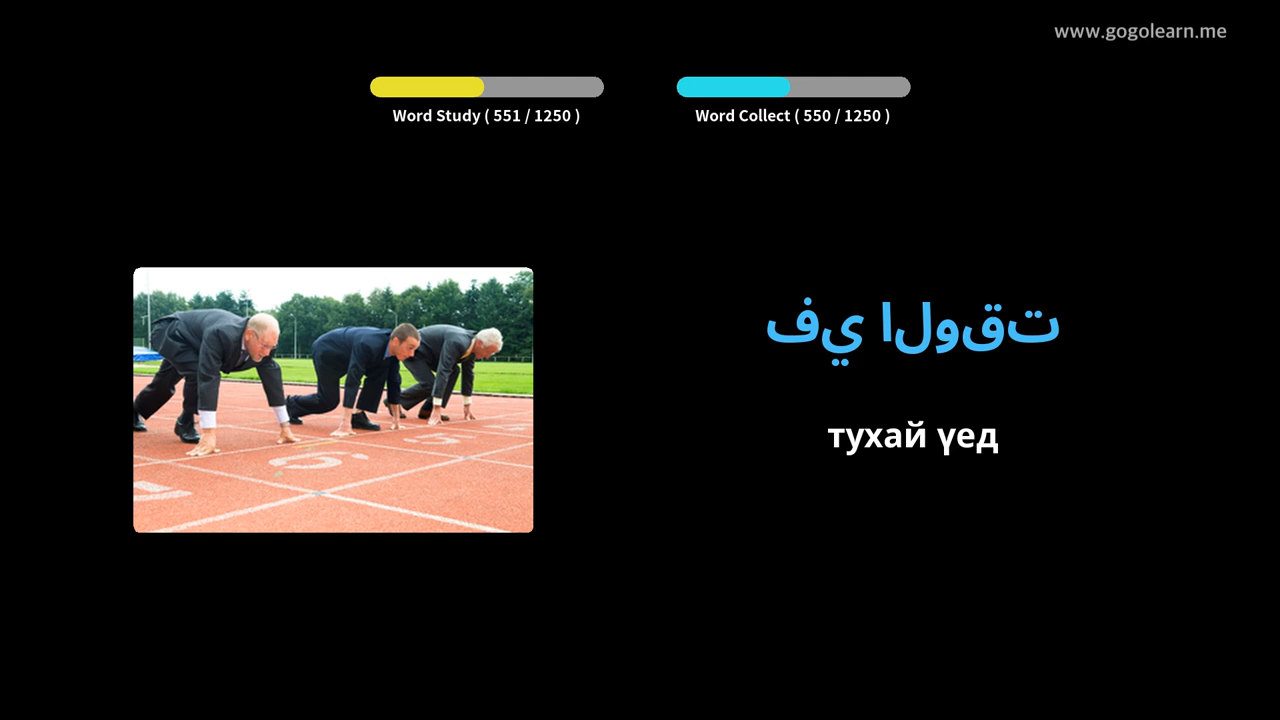 www.gogolearn.me
Word Study ( 551 / 1250 )
Word Collect ( 550 / 1250 )
في الوقت
тухай үед